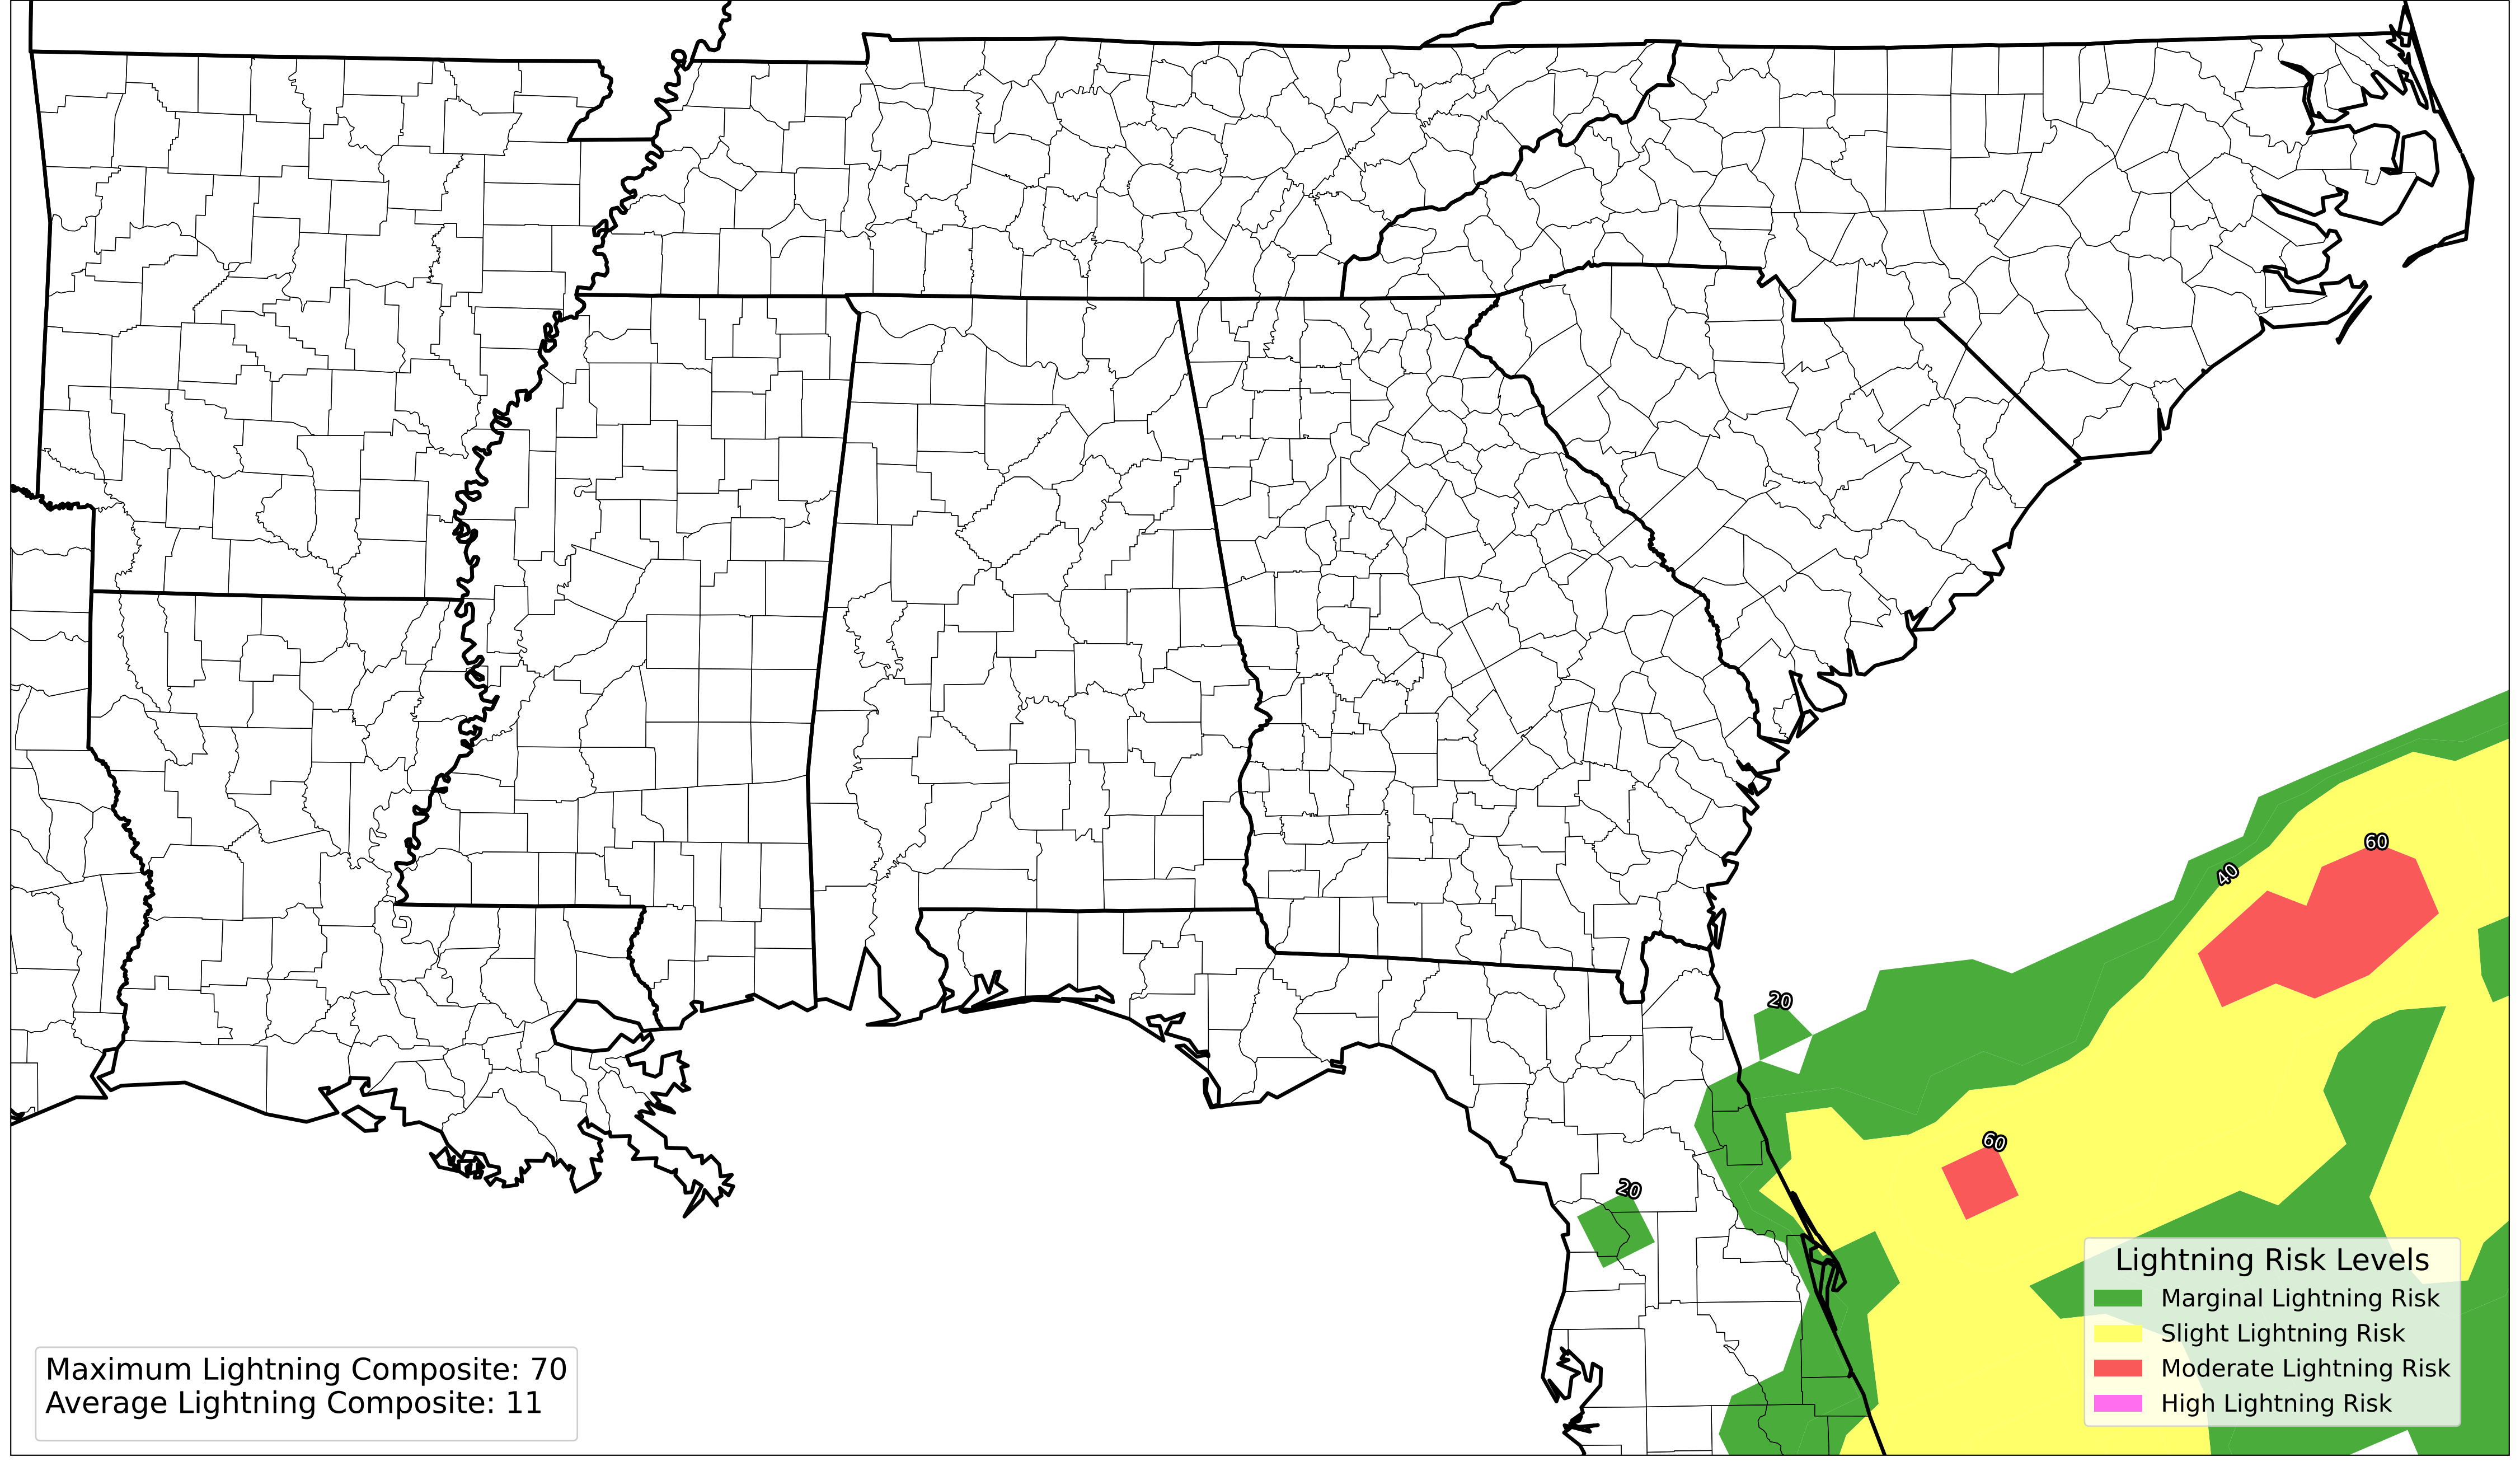 60
40
20
60
20
Lightning Risk Levels
Marginal Lightning Risk
Slight Lightning Risk
Moderate Lightning Risk
High Lightning Risk
Maximum Lightning Composite: 70
Average Lightning Composite: 11